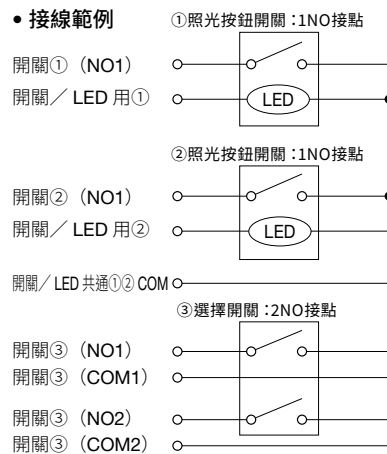 • 接線範例
①照光按鈕開關：1NO接點
開關①（NO1）
開關／LED 用①
LED
②照光按鈕開關：1NO接點
開關②（NO1）
開關／LED 用②
LED
開關／LED 共通①② COM
③選擇開關：2NO接點
開關③（NO1）
開關③（COM1）
開關③（NO2）
開關③（COM2）